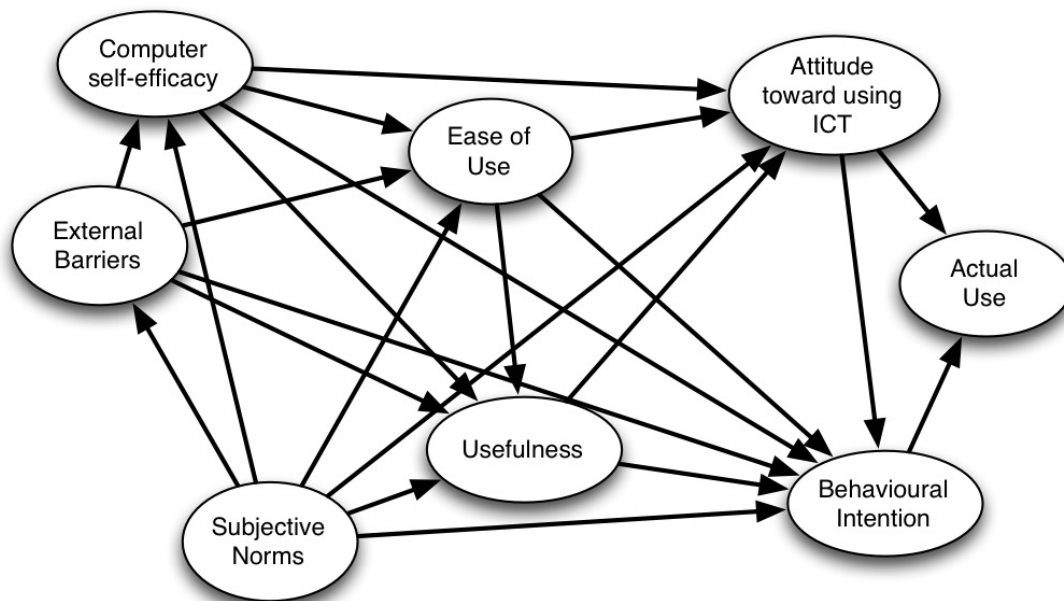 Computer
self-efficacy
Attitude
toward using
ICT
Ease of
Use
External
Barriers
Actual
Use
Usefulness
Behavioural
Intention
Subjective
Norms